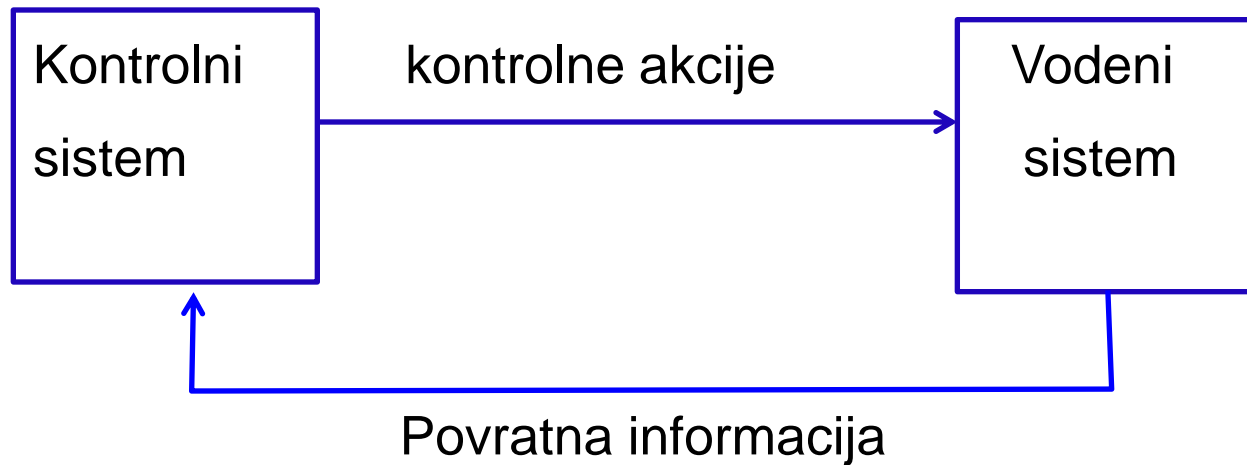 Kontrolni
sistem
kontrolne akcije
Vodeni
sistem
Povratna informacija